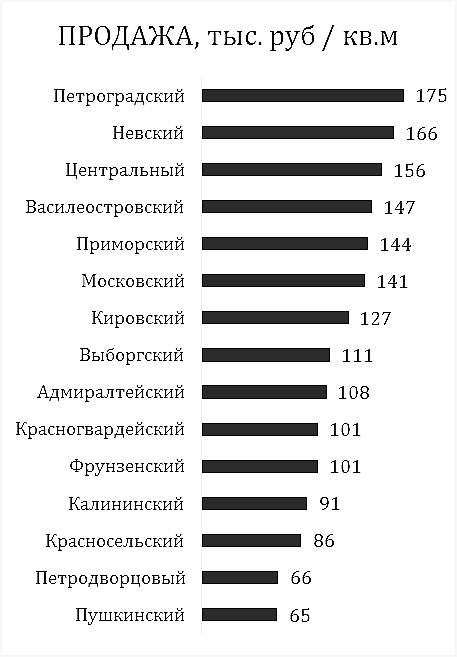 ПРОДАЖА, тыс. руб / кв.м
Петроградский 175
Невский 166
Центральный 156
Василеостровский 147
Приморский 144
Московский 141
Кировский 127
Выборгский 111
Адмиралтейский 108
Красногвардейский 101
Фрунзенский 101
Калининский 91
Красносельский 86
Петродворцовый 66
Пушкинский 65